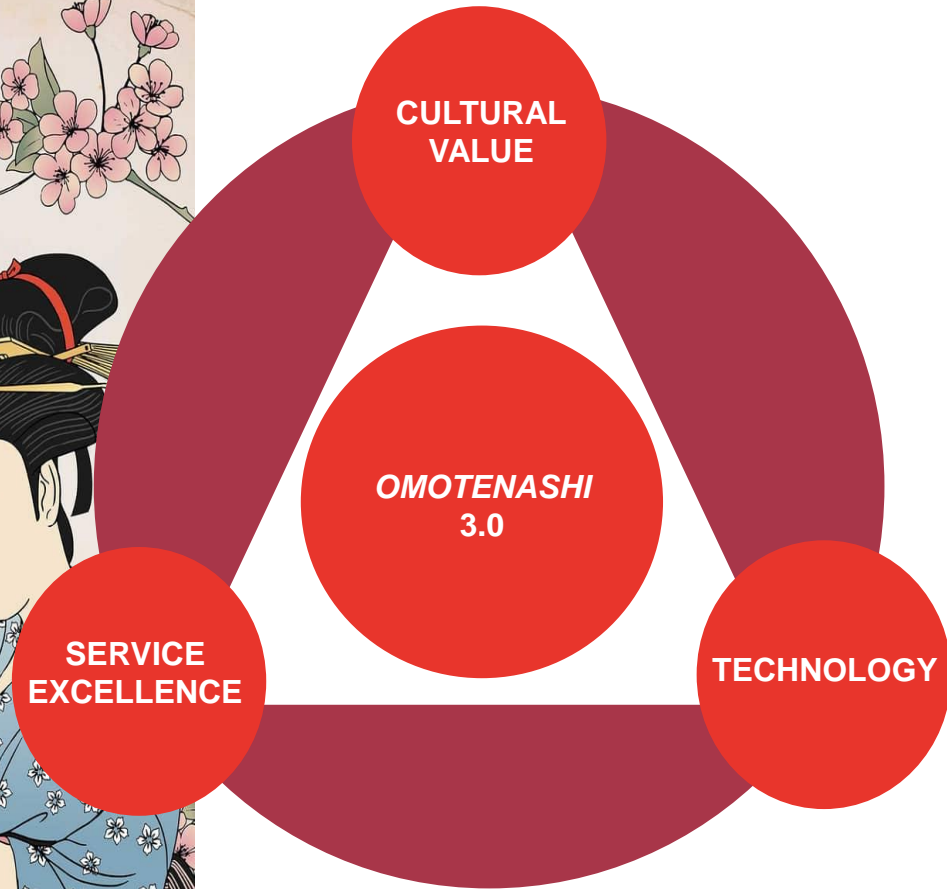 CULTURAL
VALUE
OMOTENASHI
3.0
SERVICE
EXCELLENCE
TECHNOLOGY